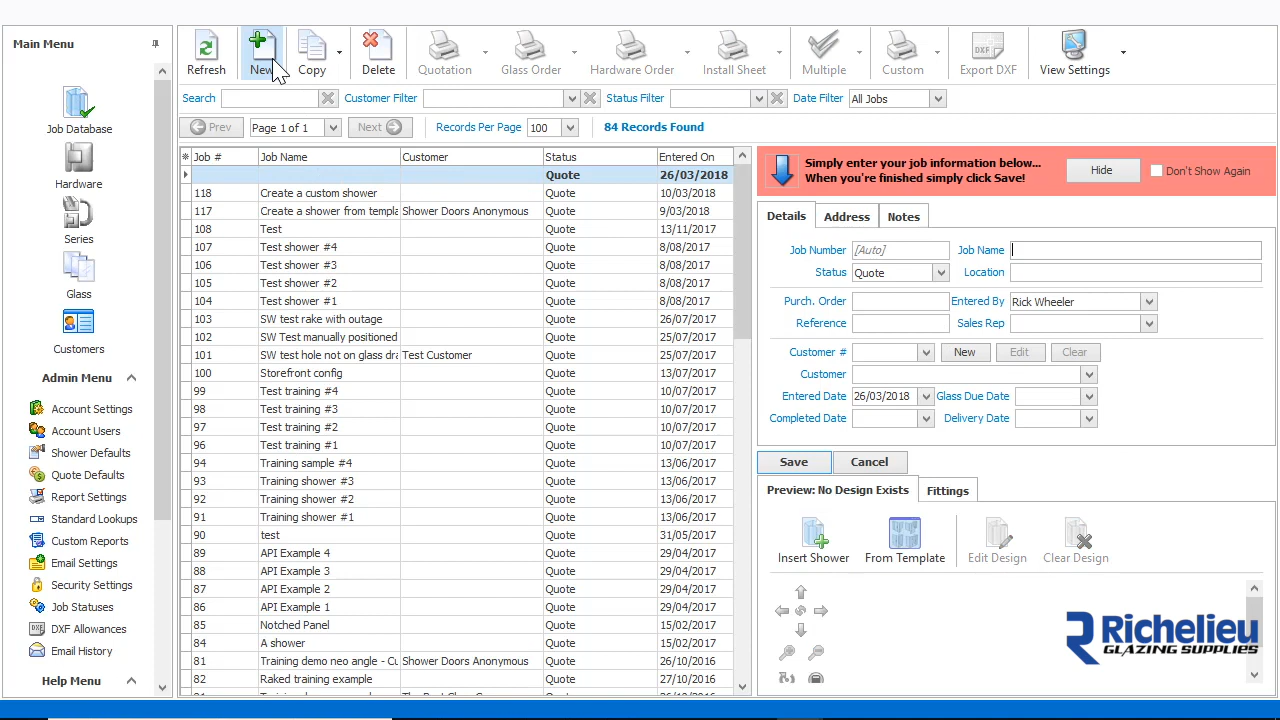 Main Menu
Job Database
Hardware
Series
Glass
Customers
Admin Menu
Account Settings
Account Users
Shower Defaults
Quote Defaults
Report Settings
Standard Lookups
Custom Reports
Email Settings
Security Settings
Job Statuses
DXF Allowances
Email History
Help Menu
Refresh New Copy Delete Quotation Glass Order Hardware Order Install Sheet Multiple Custom DXF Export DXF View Settings
Search Customer Filter Status Filter Date Filter All Jobs
Prev Page 1 of 1 Next Records Per Page 100 84 Records Found
Job # Job Name Customer Status Entered On
Quote 26/03/2018
118 Create a custom shower Quote 10/03/2018
117 Create a shower from templa Shower Doors Anonymous Quote 9/03/2018
108 Test Quote 13/11/2017
107 Test shower #4 Quote 8/08/2017
106 Test shower #3 Quote 8/08/2017
105 Test shower #2 Quote 8/08/2017
104 Test shower #1 Quote 8/08/2017
103 SW test rake with outage Quote 26/07/2017
102 SW Test manually positioned Quote 25/07/2017
101 SW test hole not on glass dra Test Customer Quote 25/07/2017
100 Storefront config Quote 13/07/2017
99 Test training #4 Quote 10/07/2017
98 Test training #3 Quote 10/07/2017
97 Test training #2 Quote 10/07/2017
96 Test training #1 Quote 10/07/2017
94 Training sample #4 Quote 13/06/2017
93 Training shower #3 Quote 13/06/2017
92 Training shower #2 Quote 13/06/2017
91 Training shower #1 Quote 13/06/2017
90 test Quote 31/05/2017
89 API Example 4 Quote 29/04/2017
88 API Example 3 Quote 29/04/2017
87 API Example 2 Quote 29/04/2017
86 API Example 1 Quote 29/04/2017
85 Notched Panel Quote 15/02/2017
84 A shower Quote 15/02/2017
81 Training demo neo angle - Cu Shower Doors Anonymous Quote 26/10/2016
82 Raked training example Quote 27/10/2016
Simply enter your job information below...
When you're finished simply click Save!
Hide Don't Show Again
Details Address Notes
Job Number [Auto] Job Name
Status Quote Location
Purch. Order Entered By Rick Wheeler
Reference Sales Rep
Customer # New Edit Clear
Customer
Entered Date 26/03/2018 Glass Due Date
Completed Date Delivery Date
Save Cancel
Preview: No Design Exists Fittings
Insert Shower From Template Edit Design Clear Design
Richelieu
GLAZING SUPPLIES